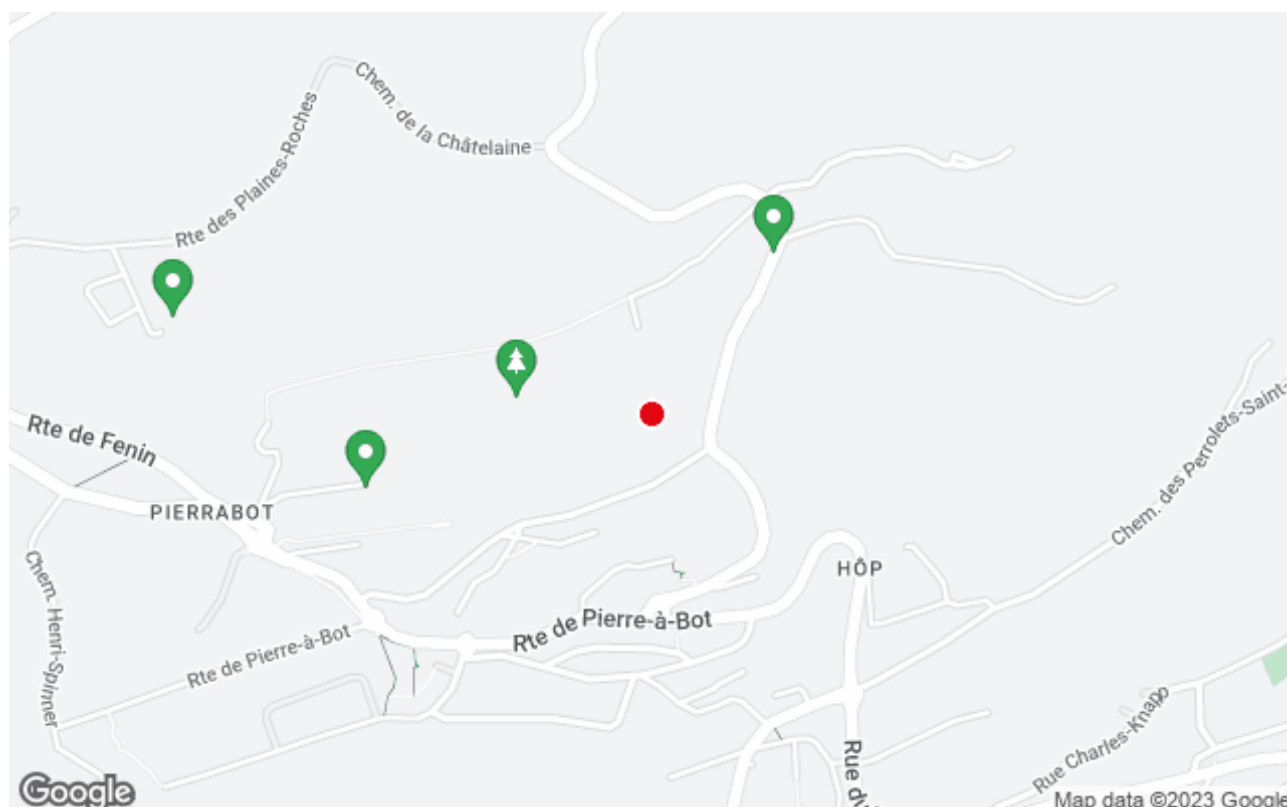 Chem. de la Châtelaine
Rte des Plaines-Roches
Rte de Fenin
PIERRABOT
Chem. des Perrolets-Saint-
HÔP
Chem. Henri-Spinner
Rte de Pierre-à-Bot
Rte de Pierre-à-Bot
Rue Charles-Knapp
Rue
Google
Map data ©2023 Google